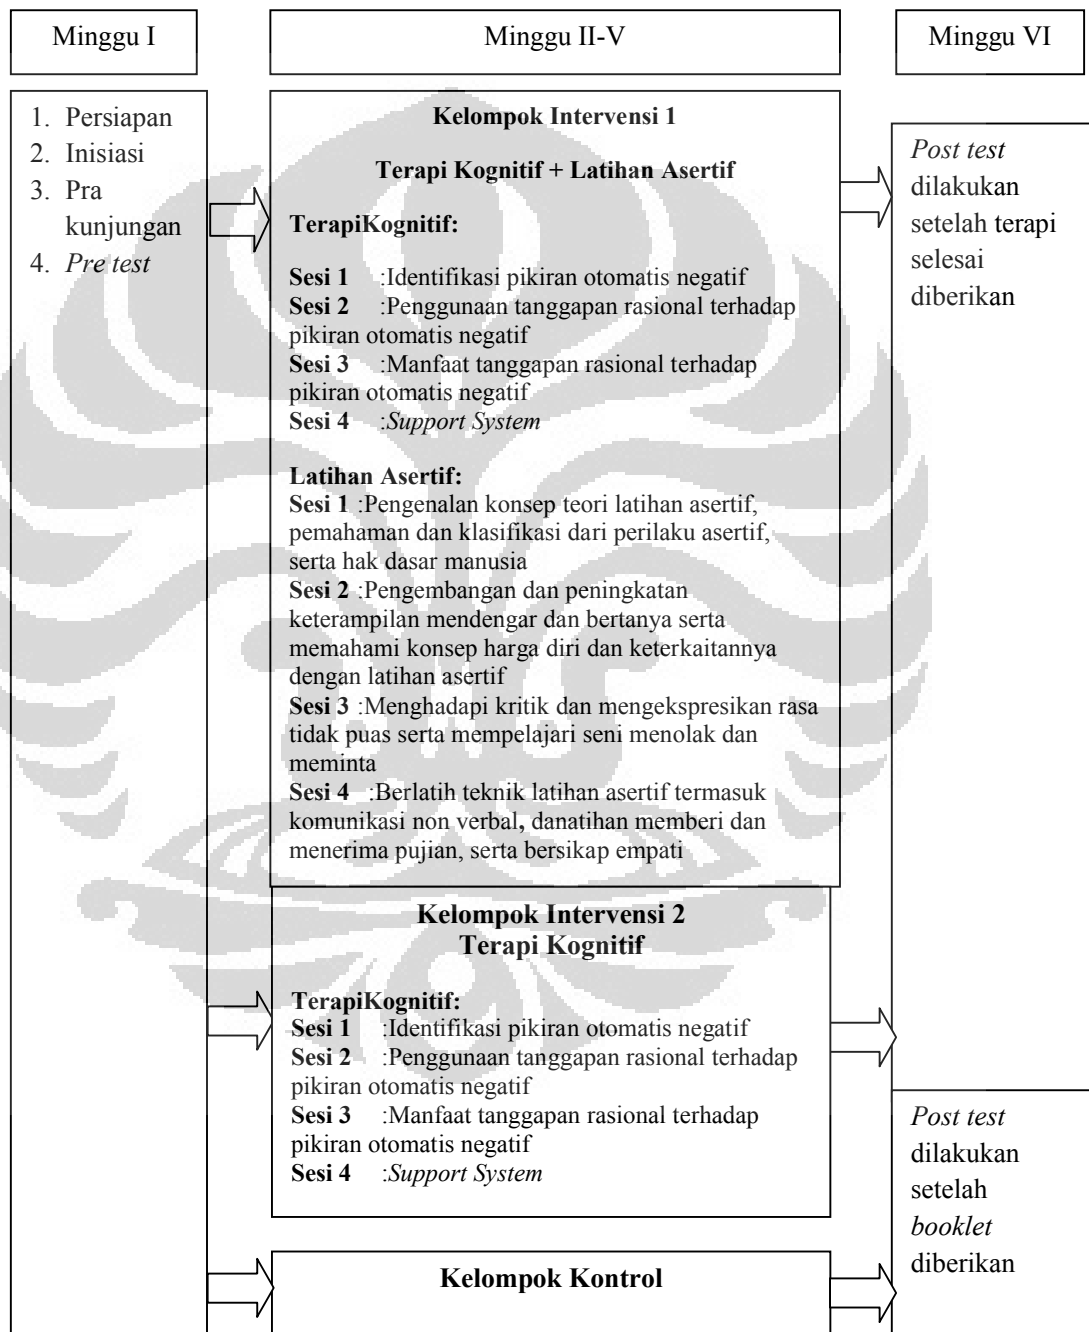 Minggu I
Minggu II-V
Minggu VI
1. Persiapan
2. Inisiasi
3. Pra
kunjungan
4. Pre test
Kelompok Intervensi 1
Terapi Kognitif + Latihan Asertif
TerapiKognitif:
Sesi 1 :Identifikasi pikiran otomatis negatif
Sesi 2 :Penggunaan tanggapan rasional terhadap
pikiran otomatis negatif
Sesi 3 :Manfaat tanggapan rasional terhadap
pikiran otomatis negatif
Sesi 4 :Support System
Latihan Asertif:
Sesi 1 :Pengenalan konsep teori latihan asertif,
pemahaman dan klasifikasi dari perilaku asertif,
serta hak dasar manusia
Sesi 2 :Pengembangan dan peningkatan
keterampilan mendengar dan bertanya serta
memahami konsep harga diri dan keterkaitannya
dengan latihan asertif
Sesi 3 :Menghadapi kritik dan mengekspresikan rasa
tidak puas serta mempelajari seni menolak dan
meminta
Sesi 4 :Berlatih teknik latihan asertif termasuk
komunikasi non verbal, danatihan memberi dan
menerima pujian, serta bersikap empati
Kelompok Intervensi 2
Terapi Kognitif
TerapiKognitif:
Sesi 1 :Identifikasi pikiran otomatis negatif
Sesi 2 :Penggunaan tanggapan rasional terhadap
pikiran otomatis negatif
Sesi 3 :Manfaat tanggapan rasional terhadap
pikiran otomatis negatif
Sesi 4 :Support System
Kelompok Kontrol
Post test
dilakukan
setelah terapi
selesai
diberikan
Post test
dilakukan
setelah
booklet
diberikan